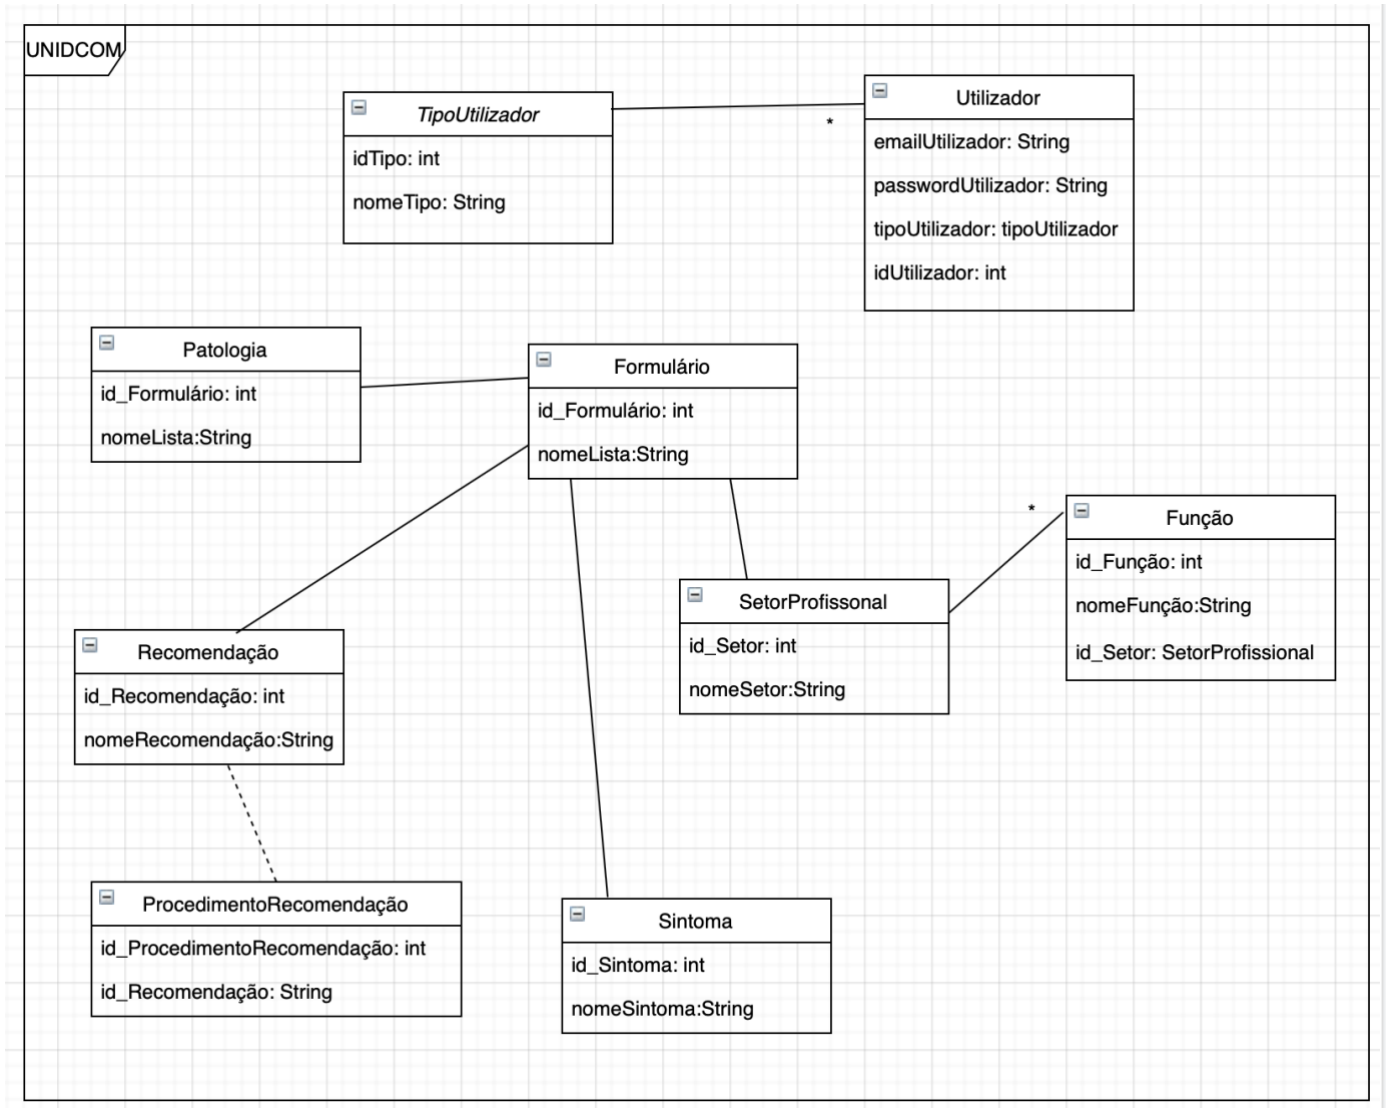 UNIDCOM
TipoUtilizador
idTipo: int
nomeTipo: String
*
Utilizador
emailUtilizador: String
passwordUtilizador: String
tipoUtilizador: tipoUtilizador
idUtilizador: int
Patologia
id_Formulário: int
nomeLista:String
Formulário
id_Formulário: int
nomeLista:String
*
Função
id_Função: int
nomeFunção:String
id_Setor: SetorProfissional
SetorProfissonal
id_Setor: int
nomeSetor:String
Recomendação
id_Recomendação: int
nomeRecomendação:String
ProcedimentoRecomendação
id_ProcedimentoRecomendação: int
id_Recomendação: String
Sintoma
id_Sintoma: int
nomeSintoma:String